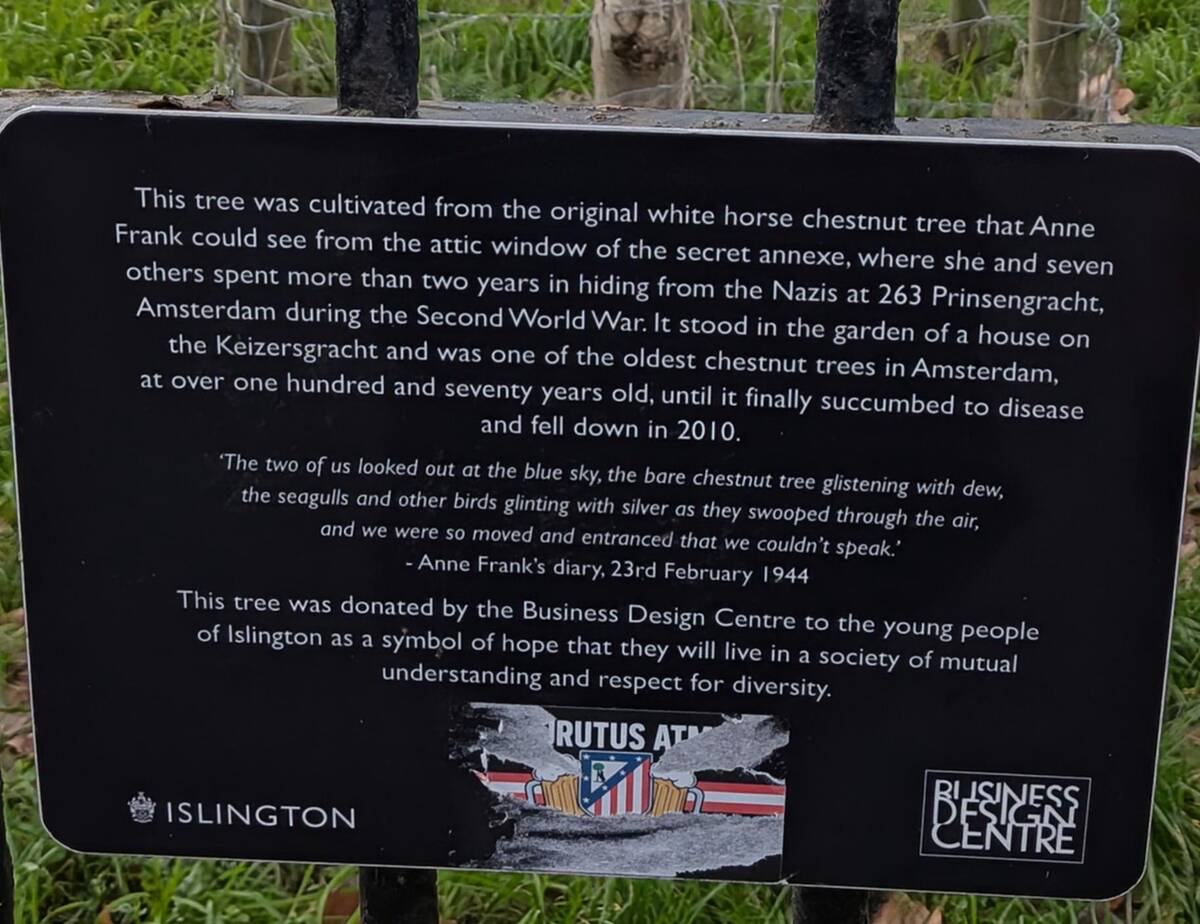 This tree was cultivated from the original white horse chestnut tree that Anne
Frank could see from the attic window of the secret annexe, where she and seven
others spent more than two years in hiding from the Nazis at 263 Prinsengracht,
Amsterdam during the Second World War. It stood in the garden of a house on
the Keizersgracht and was one of the oldest chestnut trees in Amsterdam,
at over one hundred and seventy years old, until it finally succumbed to disease
and fell down in 2010.
'The two of us looked out at the blue sky, the bare chestnut tree glistening with dew,
the seagulls and other birds glinting with silver as they swooped through the air,
and we were so moved and entranced that we couldn't speak.'
- Anne Frank's diary, 23rd February 1944
This tree was donated by the Business Design Centre to the young people
of Islington as a symbol of hope that they will live in a society of mutual
understanding and respect for diversity.
RUTUS AT
ISLINGTON
BUSINESS
DESIGN
CENTRE